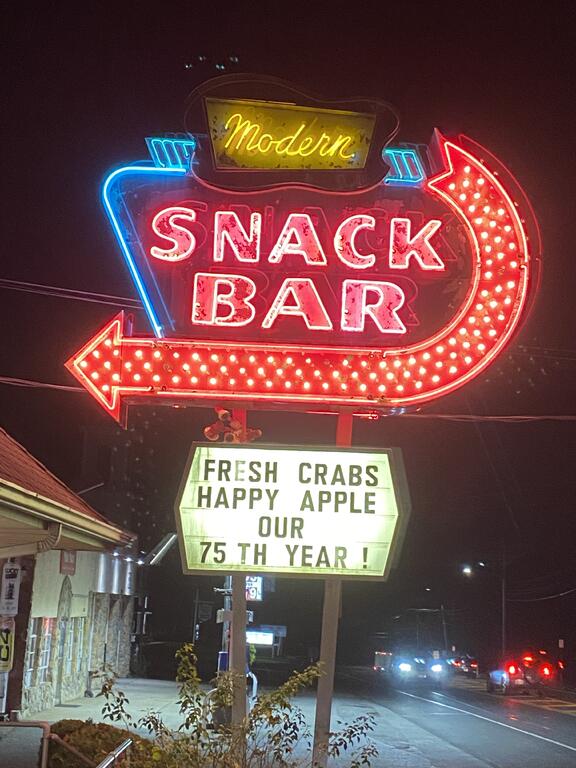 Modern
SNACK
BAR
FRESH CRABS
HAPPY APPLE
OUR
75 TH YEAR !